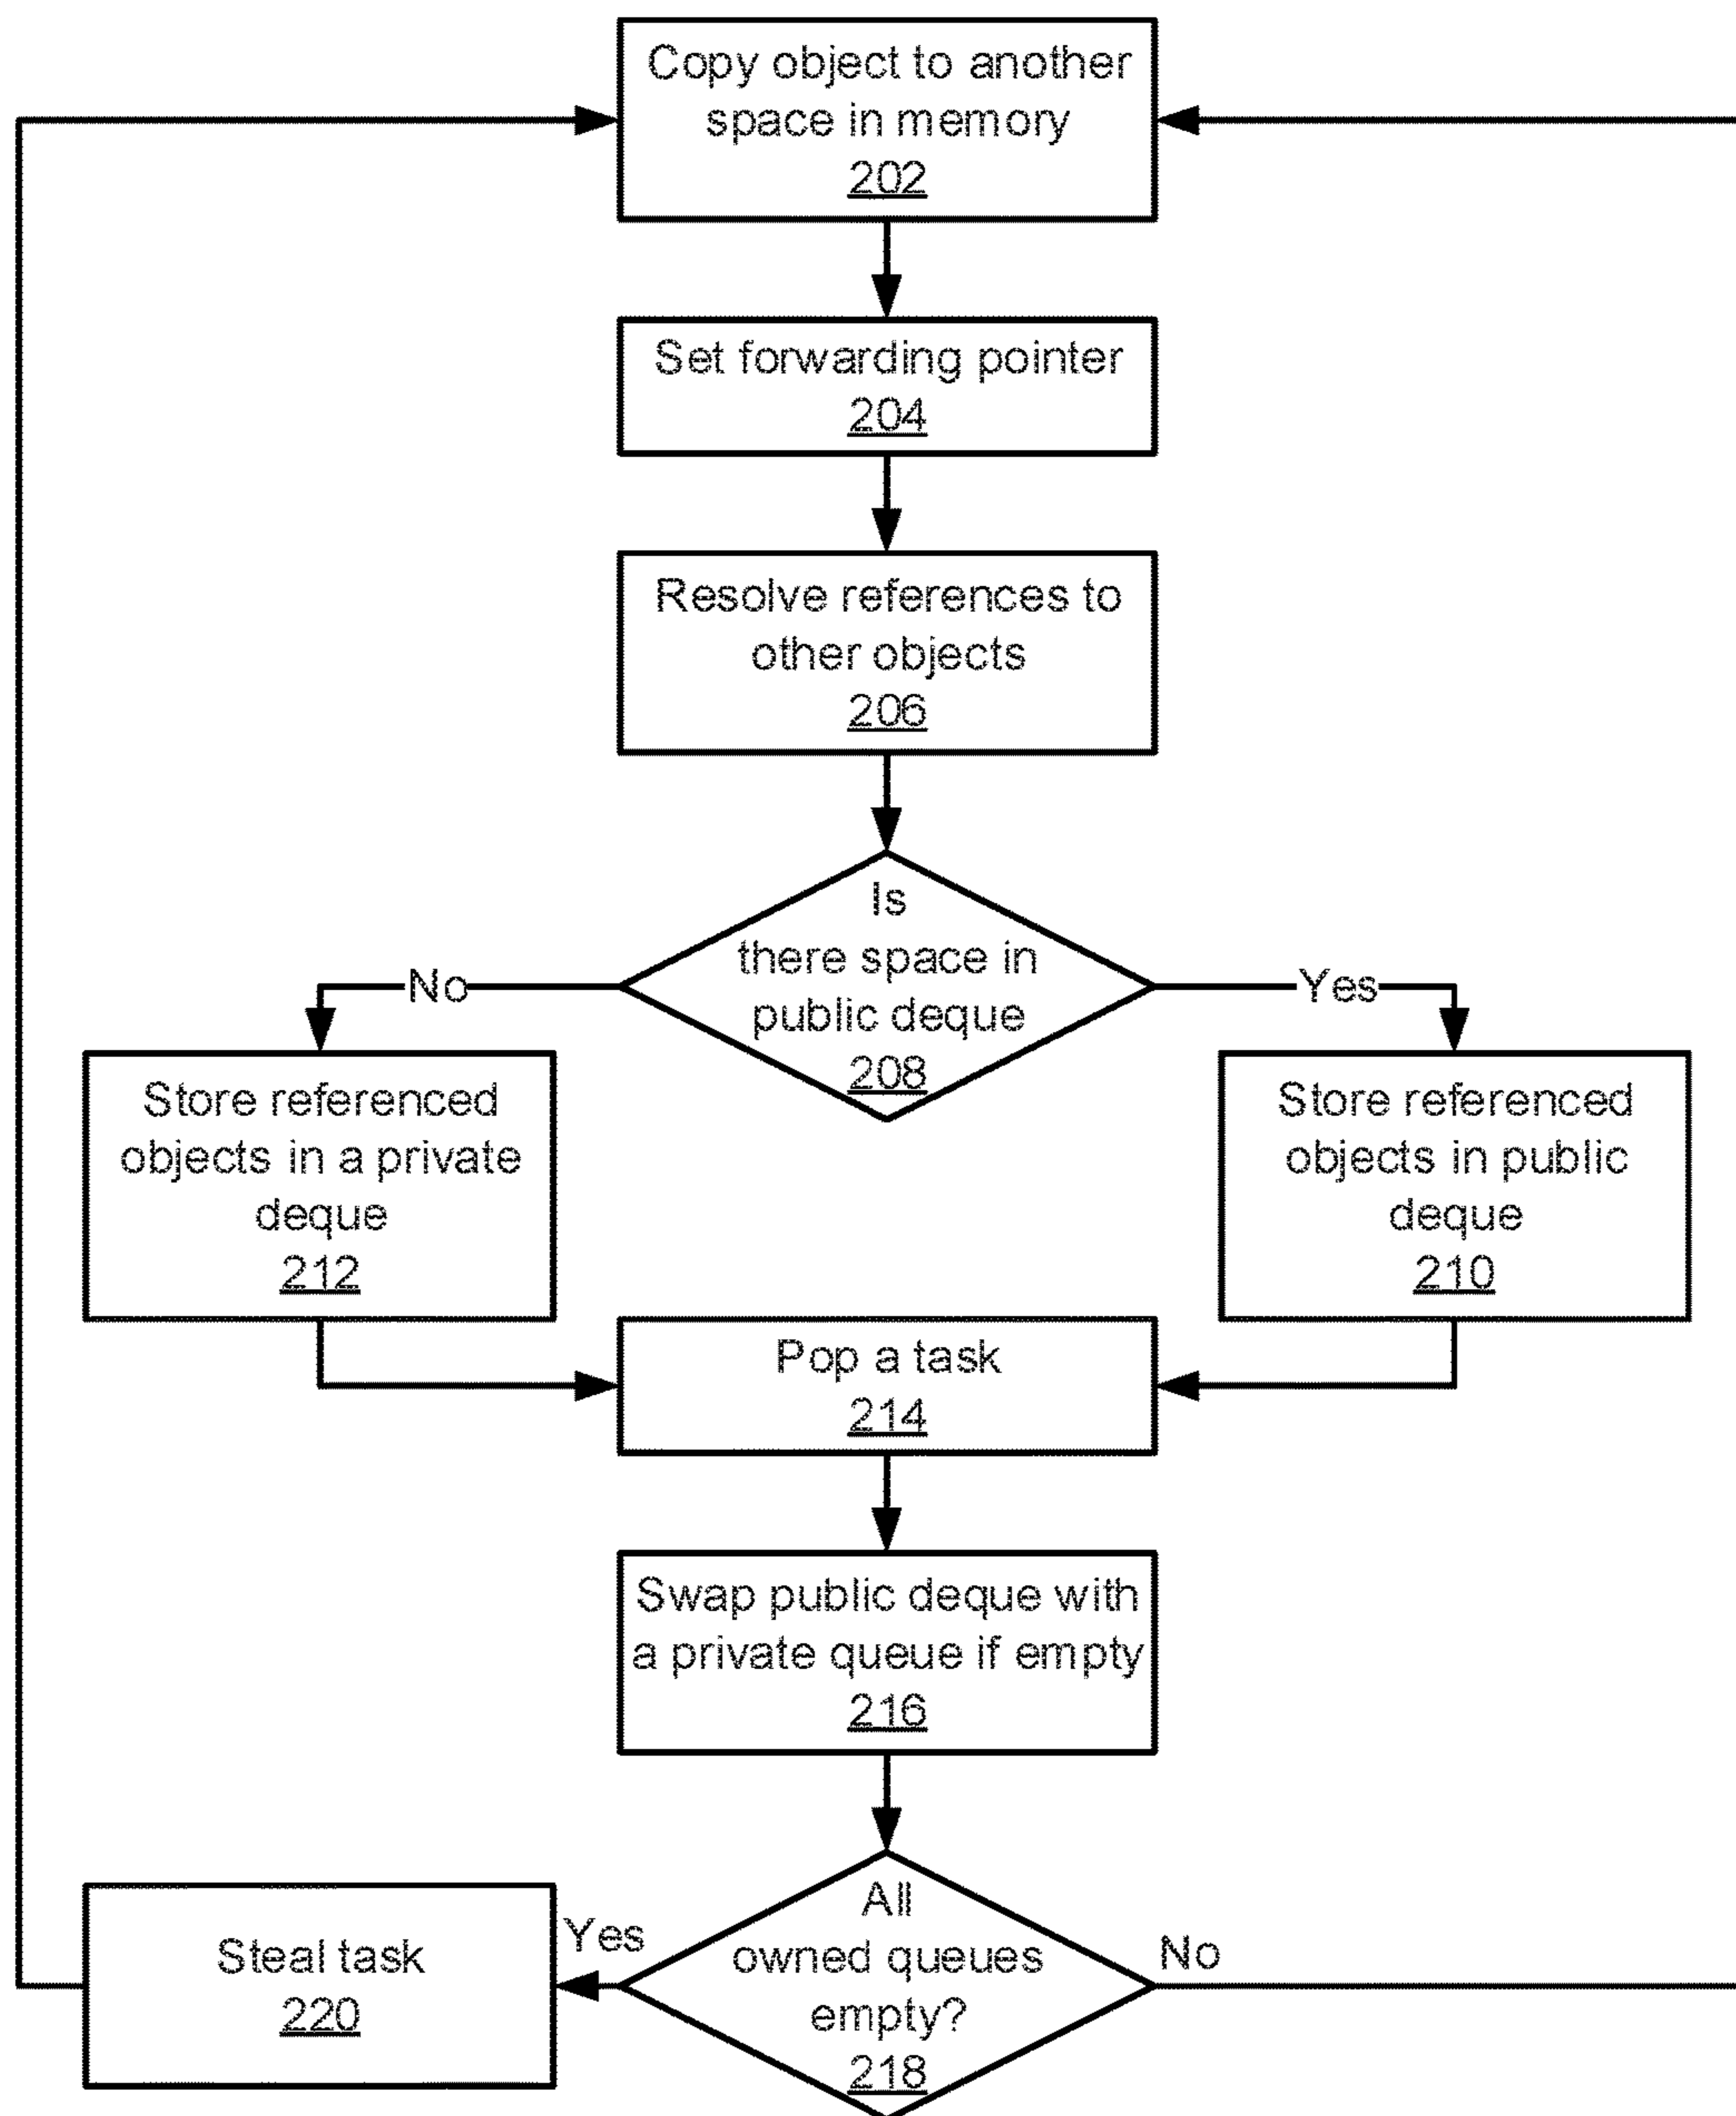 Copy object to another
space in memory
202
Set forwarding pointer
204
Resolve references to
other objects
206
Is
there space in
public deque
208
No
Yes
Store referenced
objects in a private
deque
212
Store referenced
objects in public
deque
210
Pop a task
214
Swap public deque with
a private queue if empty
216
All
owned queues
empty?
218
Yes
No
Steal task
220